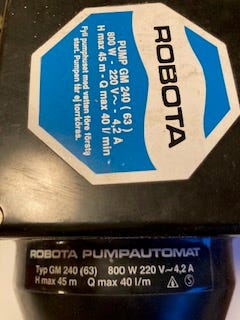 ROBOTA
PUMP GM 240 (63)
800 W - 220 V~ - 4,2 A
H max 45 m - Q max 40 l/min -
Fyll pumphuset med vatten före första
start. Pumpen får ej torrköras.
ROBOTA PUMPAUTOMAT
Typ GM 240 (63) 800 W 220 V~4,2 A
H max 45 m Q max 40 l/m S